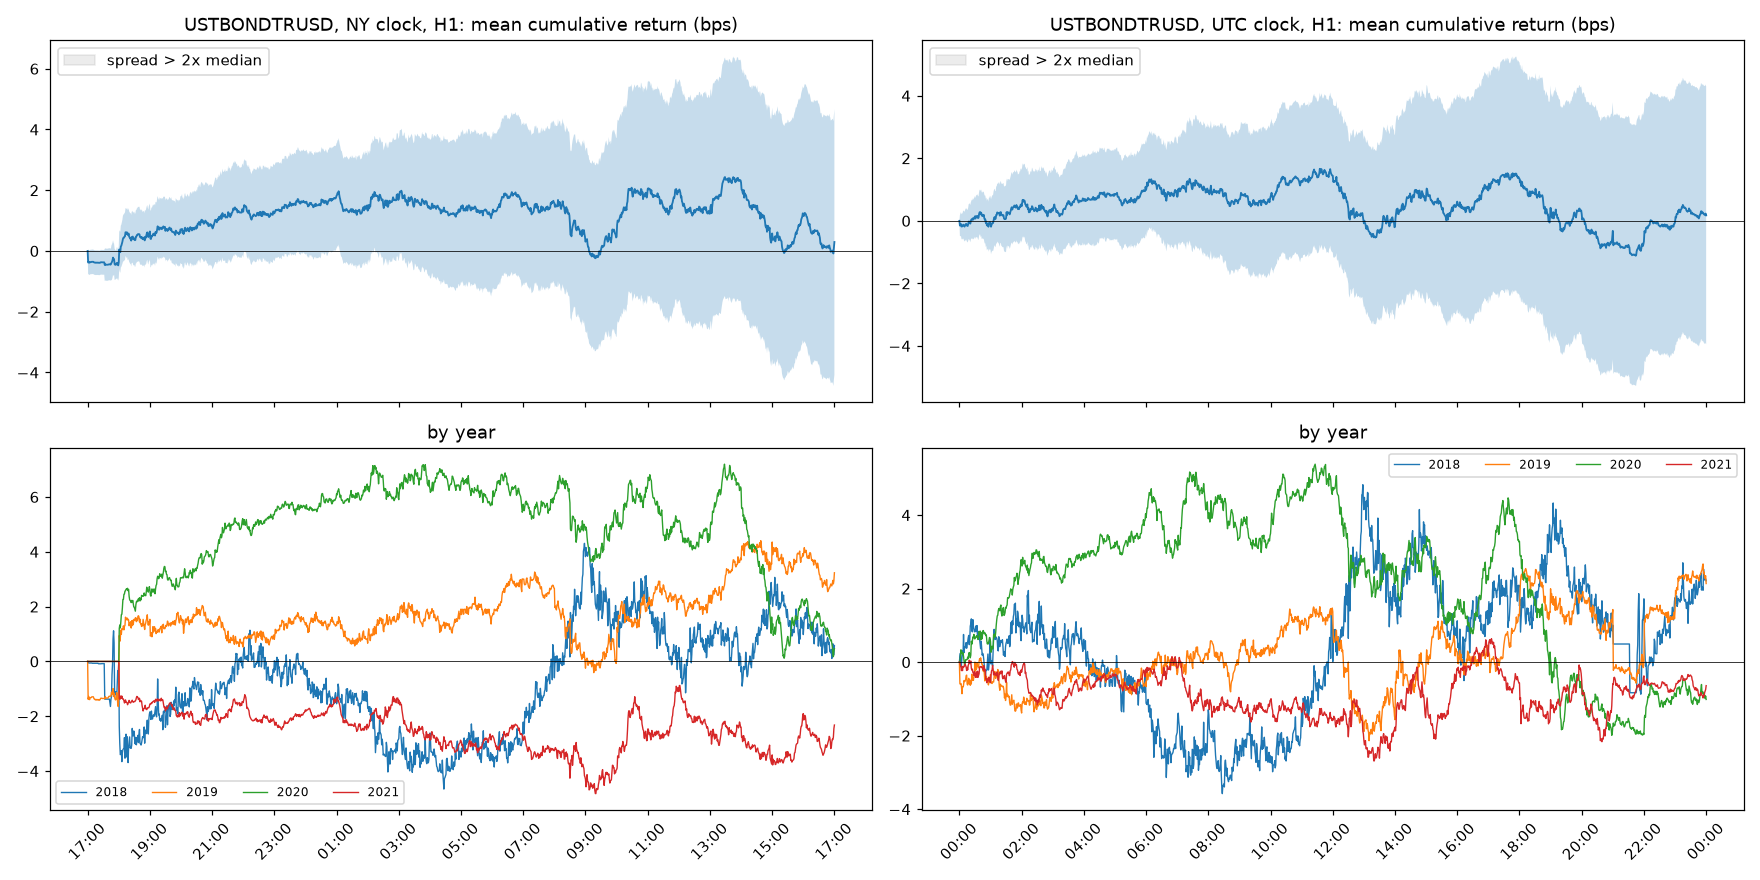 USTBONDTRUSD, NY clock, H1: mean cumulative return (bps)
spread > 2x median
6
4
2
0
−2
−4
USTBONDTRUSD, UTC clock, H1: mean cumulative return (bps)
spread > 2x median
4
2
0
−2
−4
by year
6
4
2
0
−2
−4
2018 2019 2020 2021
17:00 19:00 21:00 23:00 01:00 03:00 05:00 07:00 09:00 11:00 13:00 15:00 17:00
by year
2018 2019 2020 2021
4
2
0
−2
−4
00:00 02:00 04:00 06:00 08:00 10:00 12:00 14:00 16:00 18:00 20:00 22:00 00:00